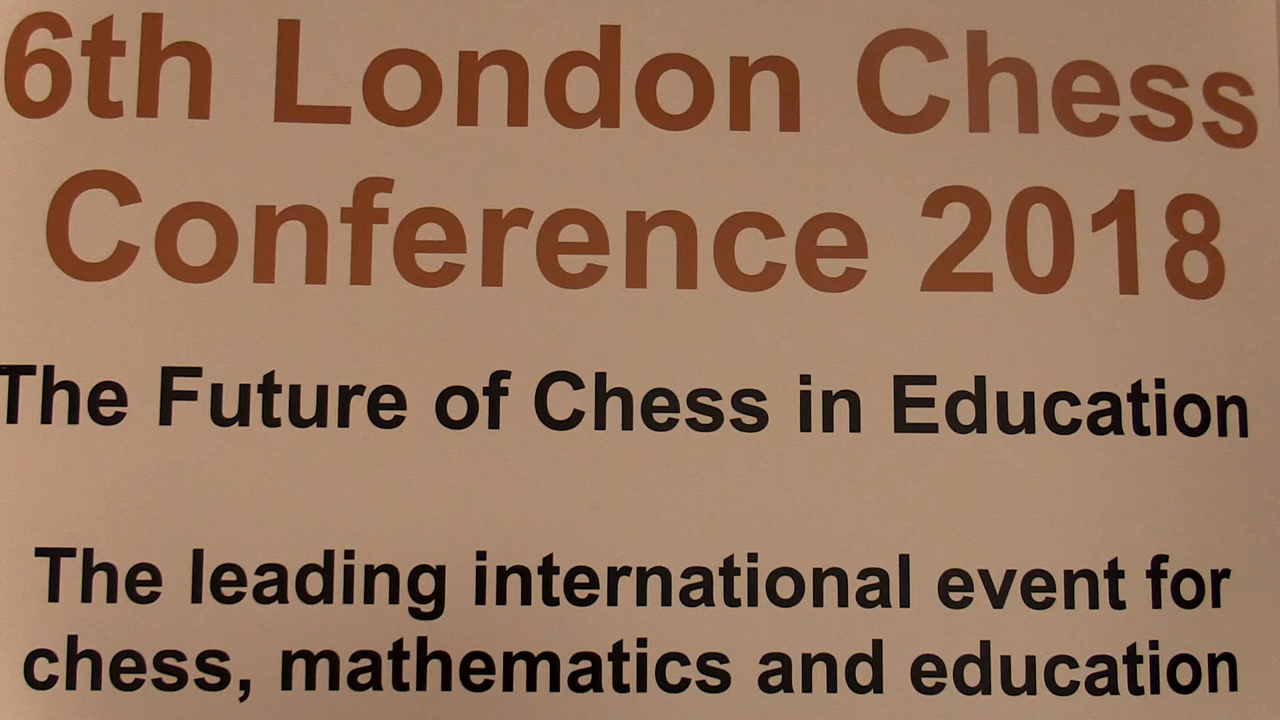 6th London Chess
Conference 2018
The Future of Chess in Education
The leading international event for
chess, mathematics and education